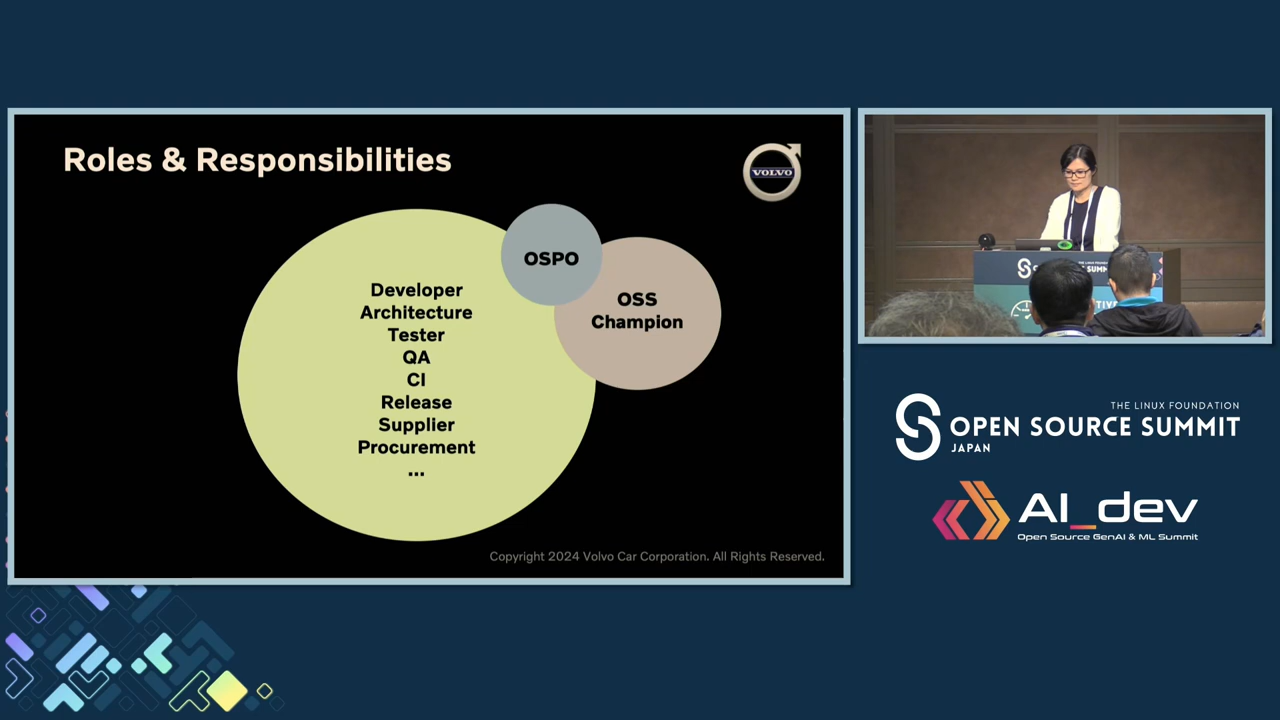 Roles & Responsibilities
VOLVO
OSPO
OSS
Champion
Developer
Architecture
Tester
QA
CI
Release
Supplier
Procurement
...
Copyright 2024 Volvo Car Corporation. All Rights Reserved.
THE LINUX FOUNDATION
OPEN SOURCE SUMMIT
JAPAN
AI_dev
Open Source GenAI & ML Summit